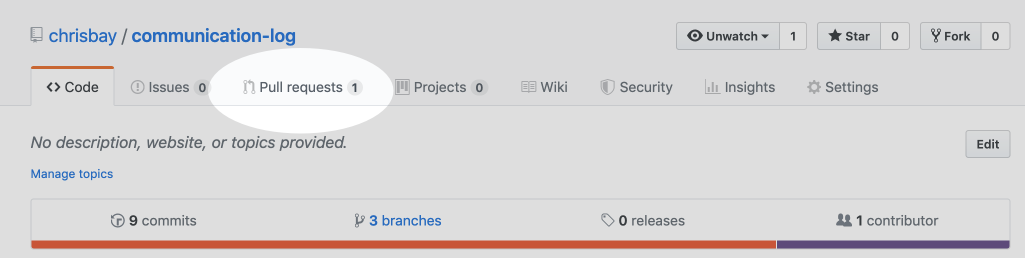 chrisbay / communication-log Unwatch 1 Star 0 Fork 0
<> Code Issues 0 Pull requests 1 Projects 0 Wiki Security Insights Settings
No description, website, or topics provided. Edit
Manage topics
9 commits 3 branches 0 releases 1 contributor